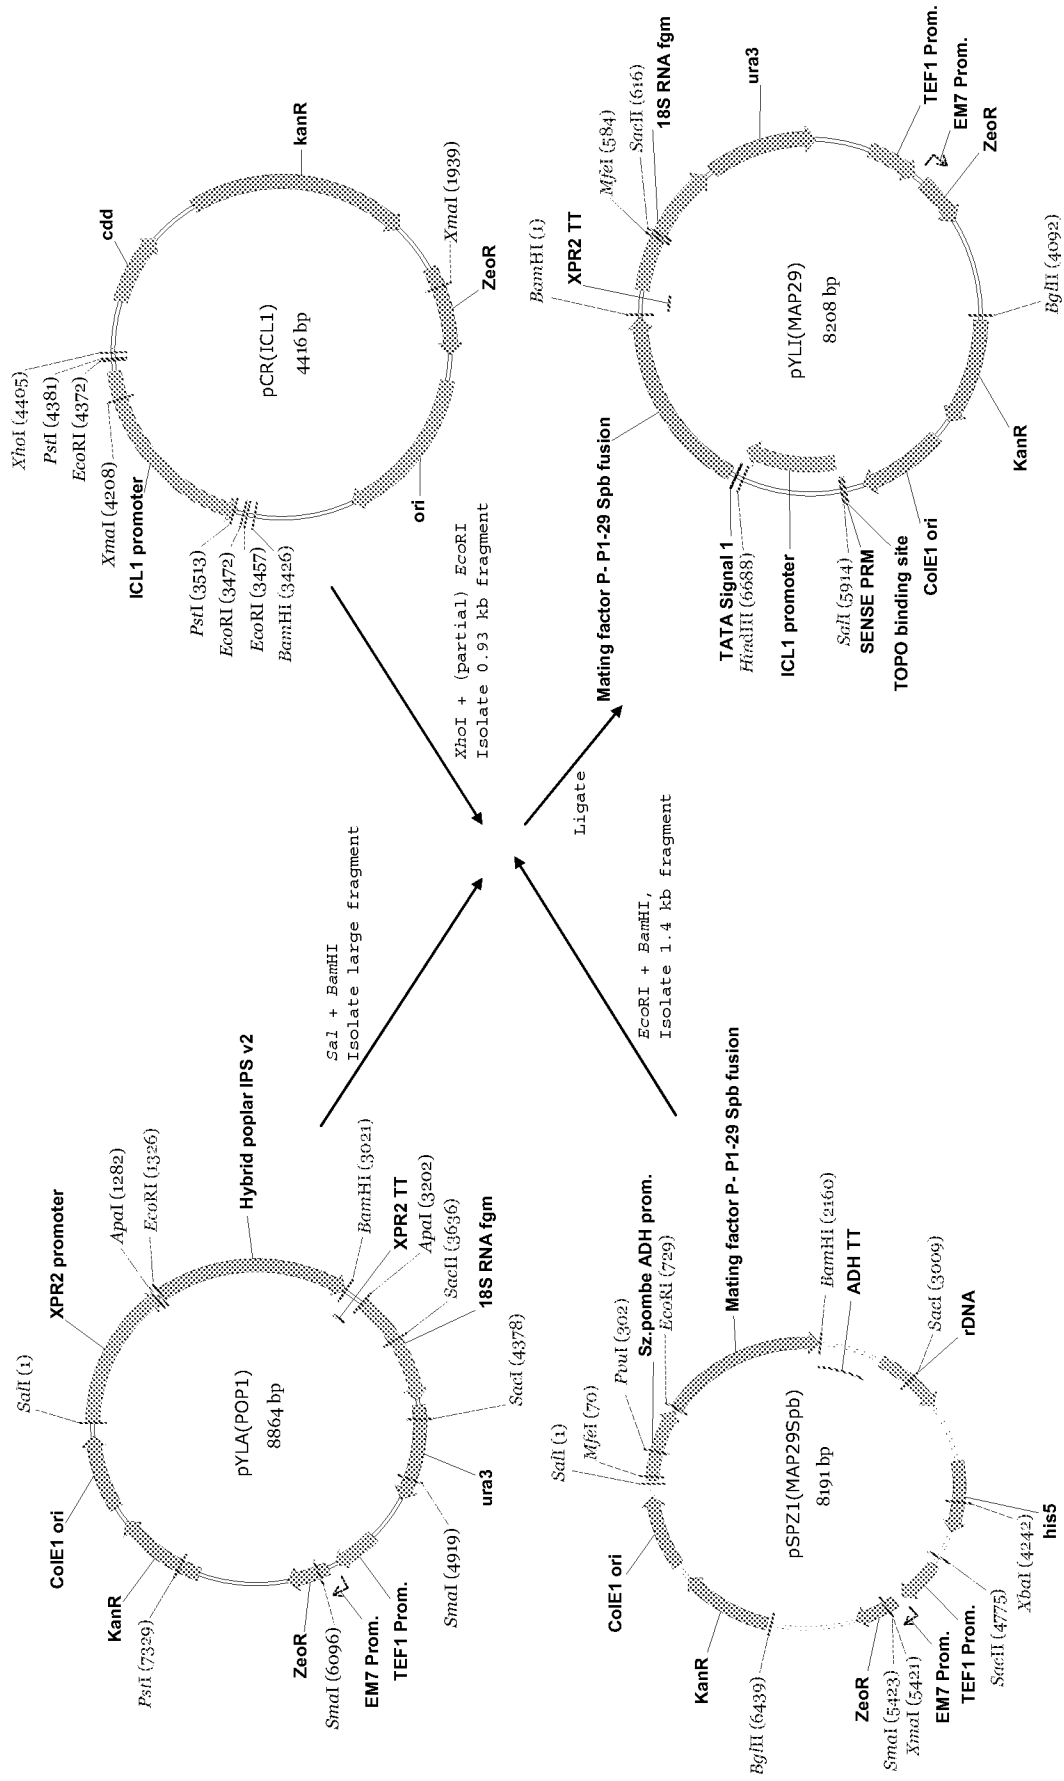 XPR2 promoter
SalI (1)
ApaI (1282)
EcoRI (1326)
ColE1 ori
KanR
PstI (7329)
pYLA(POP1)
8864 bp
Hybrid poplar IPS v2
ZeoR
SmaI (6096)
EM7 Prom.
TEF1 Prom.
BamHI (3021)
XPR2 TT
ApaI (3202)
SacII (3636)
18S RNA fgm
SmaI (4919)
ura3
SacI (4378)
Sal + BamHI
Isolate large fragment
XhoI (4405)
PstI (4381)
EcoRI (4372)
cdd
XmaI (4208)
ICL1 promoter
pCR(ICL1)
4416 bp
kanR
PstI (3513)
EcoRI (3472)
EcoRI (3457)
BamHI (3426)
XmaI (1939)
ZeoR
ori
XhoI + (partial) EcoRI
Isolate 0.93 kb fragment
SalI (1)
MfeI (70)
PvuI (302)
Sz.pombe ADH prom.
EcoRI (729)
ColE1 ori
KanR
pSPZ1(MAP29Spb)
8191 bp
Mating factor P- P1-29 Spb fusion
BglII (6439)
BamHI (2160)
ADH TT
ZeoR
SmaI (5423)
XmaI (5421)
EM7 Prom.
TEF1 Prom.
SacI (3009)
rDNA
SacII (4775)
XbaI (4242)
his5
EcoRI + BamHI,
Isolate 1.4 kb fragment
Ligate
BamHI (1)
XPR2 TT
MfeI (584)
SacII (616)
18S RNA fgm
Mating factor P- P1-29 Spb fusion
ura3
pYLI(MAP29)
8208 bp
TATA Signal 1
HindIII (6688)
ICL1 promoter
SalI (5914)
SENSE PRM
TOPO binding site
TEF1 Prom.
EM7 Prom.
ZeoR
ColE1 ori
KanR
BglII (4092)